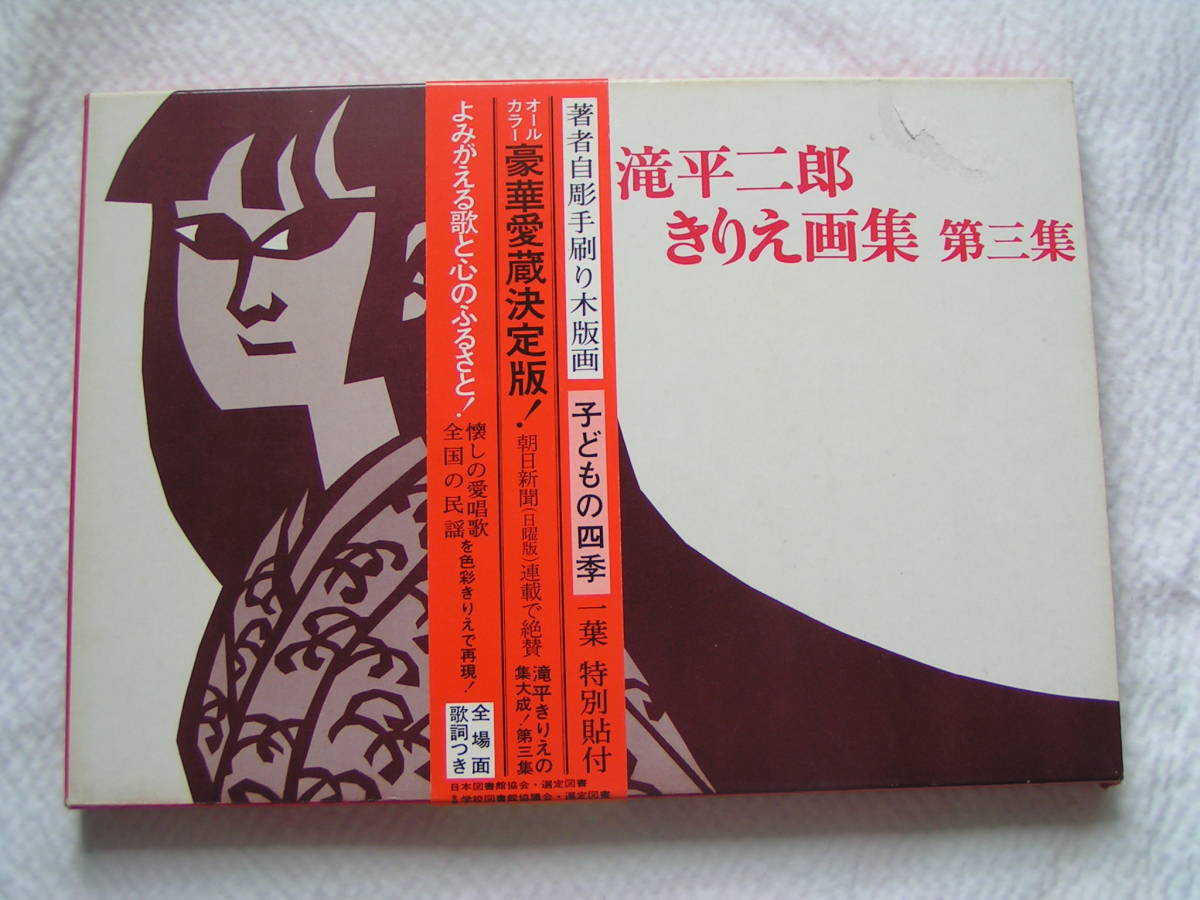 滝平二郎
きりえ画集 第三集
著者自彫手刷り木版画 子どもの四季 一葉 特別貼付
オール
カラー
豪華愛蔵決定版!
朝日新聞(日曜版)連載で絶賛
滝平きりえの
集大成!第三集
よみがえる歌と心のふるさと!
懐しの愛唱歌
全国の民謡
を色彩きりえで再現!
全場面
歌詞つき
日本図書館協会・選定図書
学校図書館協議会・選定図書